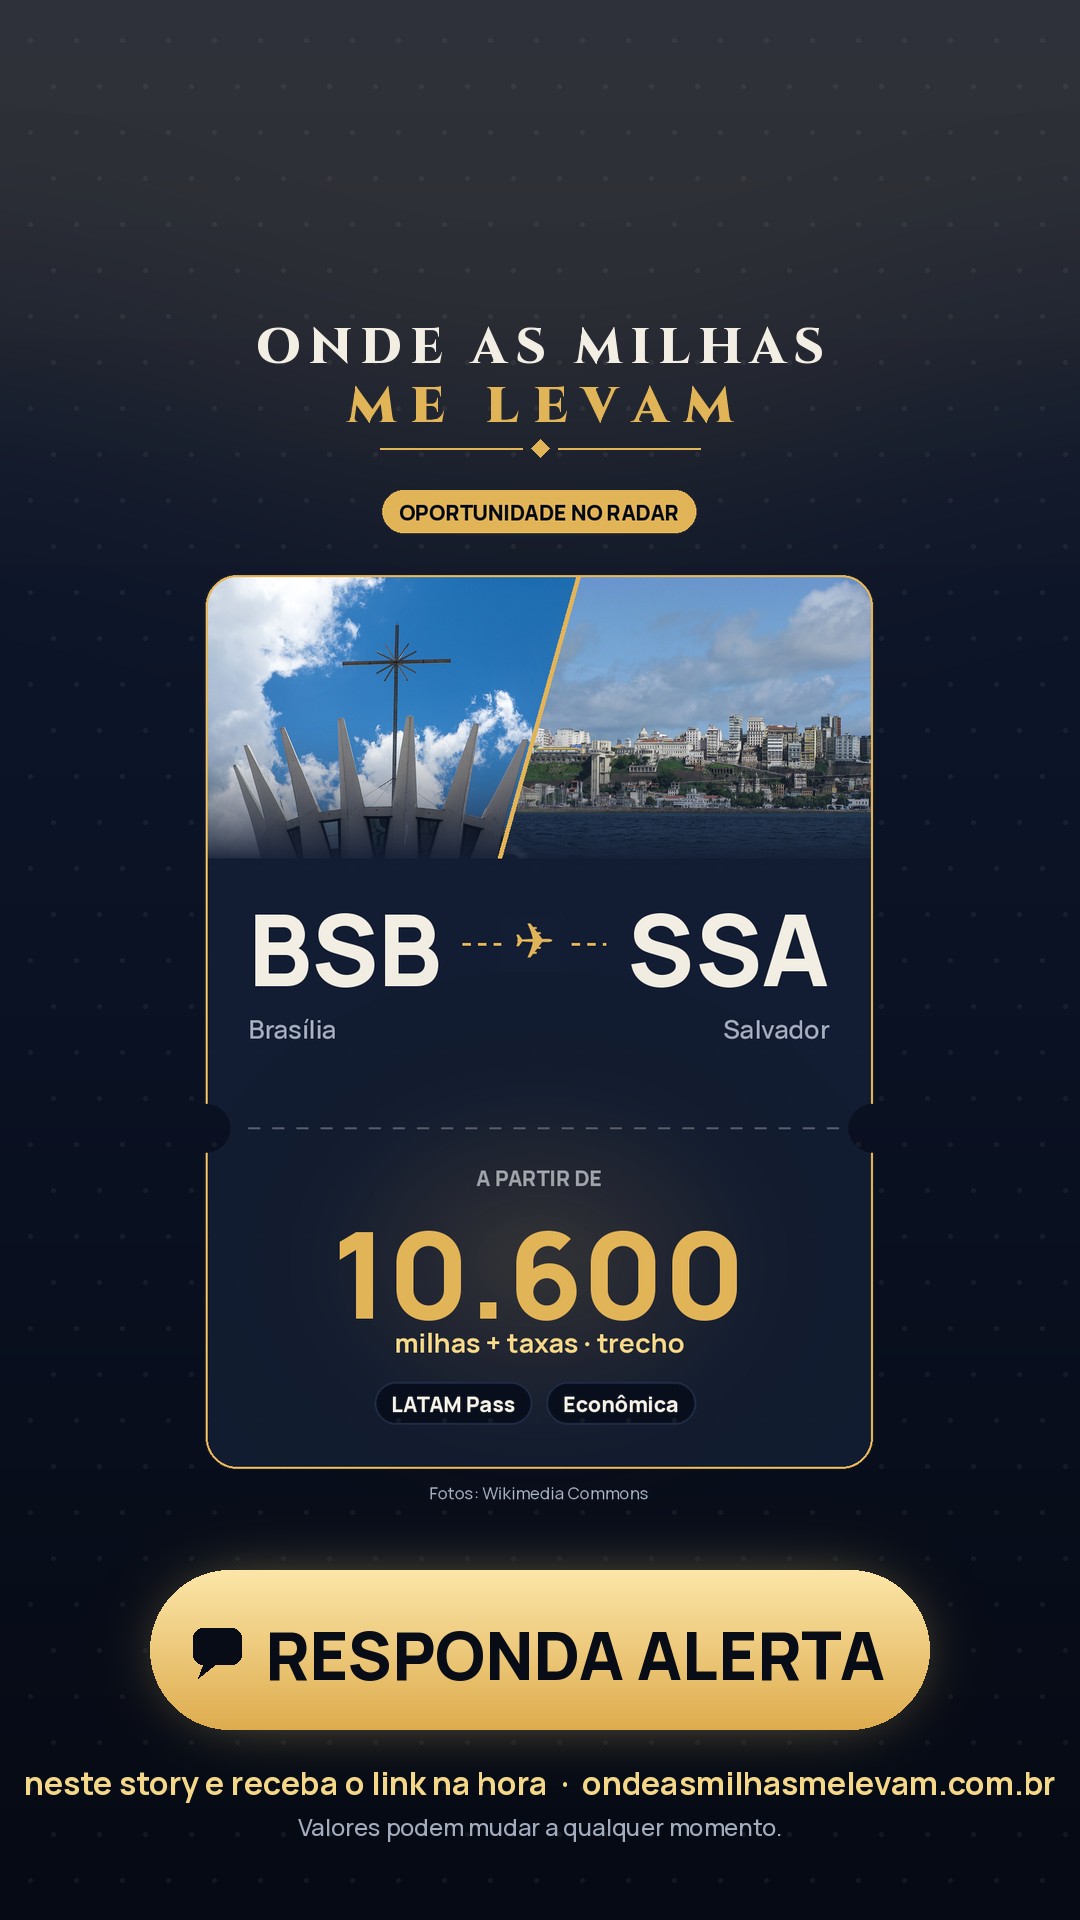 ONDE AS MILHAS
ME LEVAM
OPORTUNIDADE NO RADAR
BSB SSA
Brasília Salvador
A PARTIR DE
10.600
milhas + taxas · trecho
LATAM Pass Econômica
Fotos: Wikimedia Commons
RESPONDA ALERTA
neste story e receba o link na hora · ondeasmilhasmelevam.com.br
Valores podem mudar a qualquer momento.